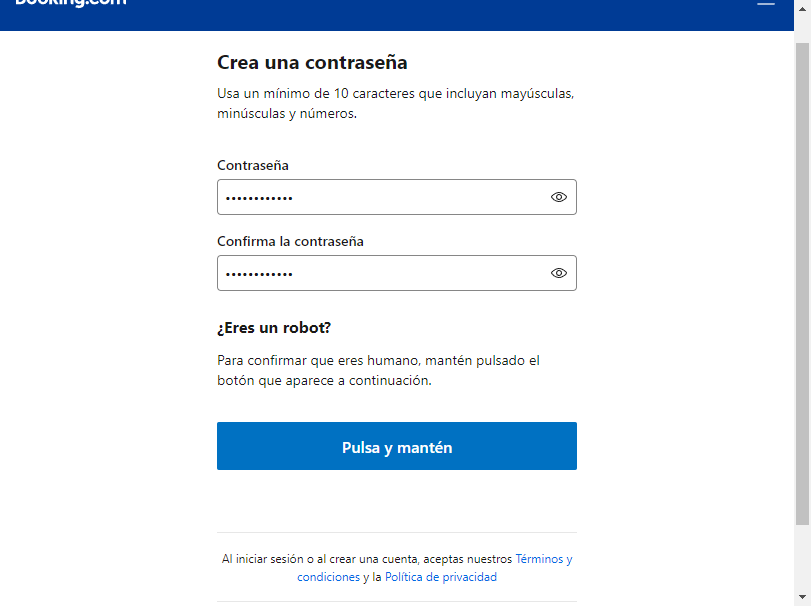 Booking.com
Crea una contraseña
Usa un mínimo de 10 caracteres que incluyan mayúsculas,
minúsculas y números.
Contraseña
••••••••••••
Confirma la contraseña
••••••••••••
¿Eres un robot?
Para confirmar que eres humano, mantén pulsado el
botón que aparece a continuación.
Pulsa y mantén
Al iniciar sesión o al crear una cuenta, aceptas nuestros Términos y
condiciones y la Política de privacidad